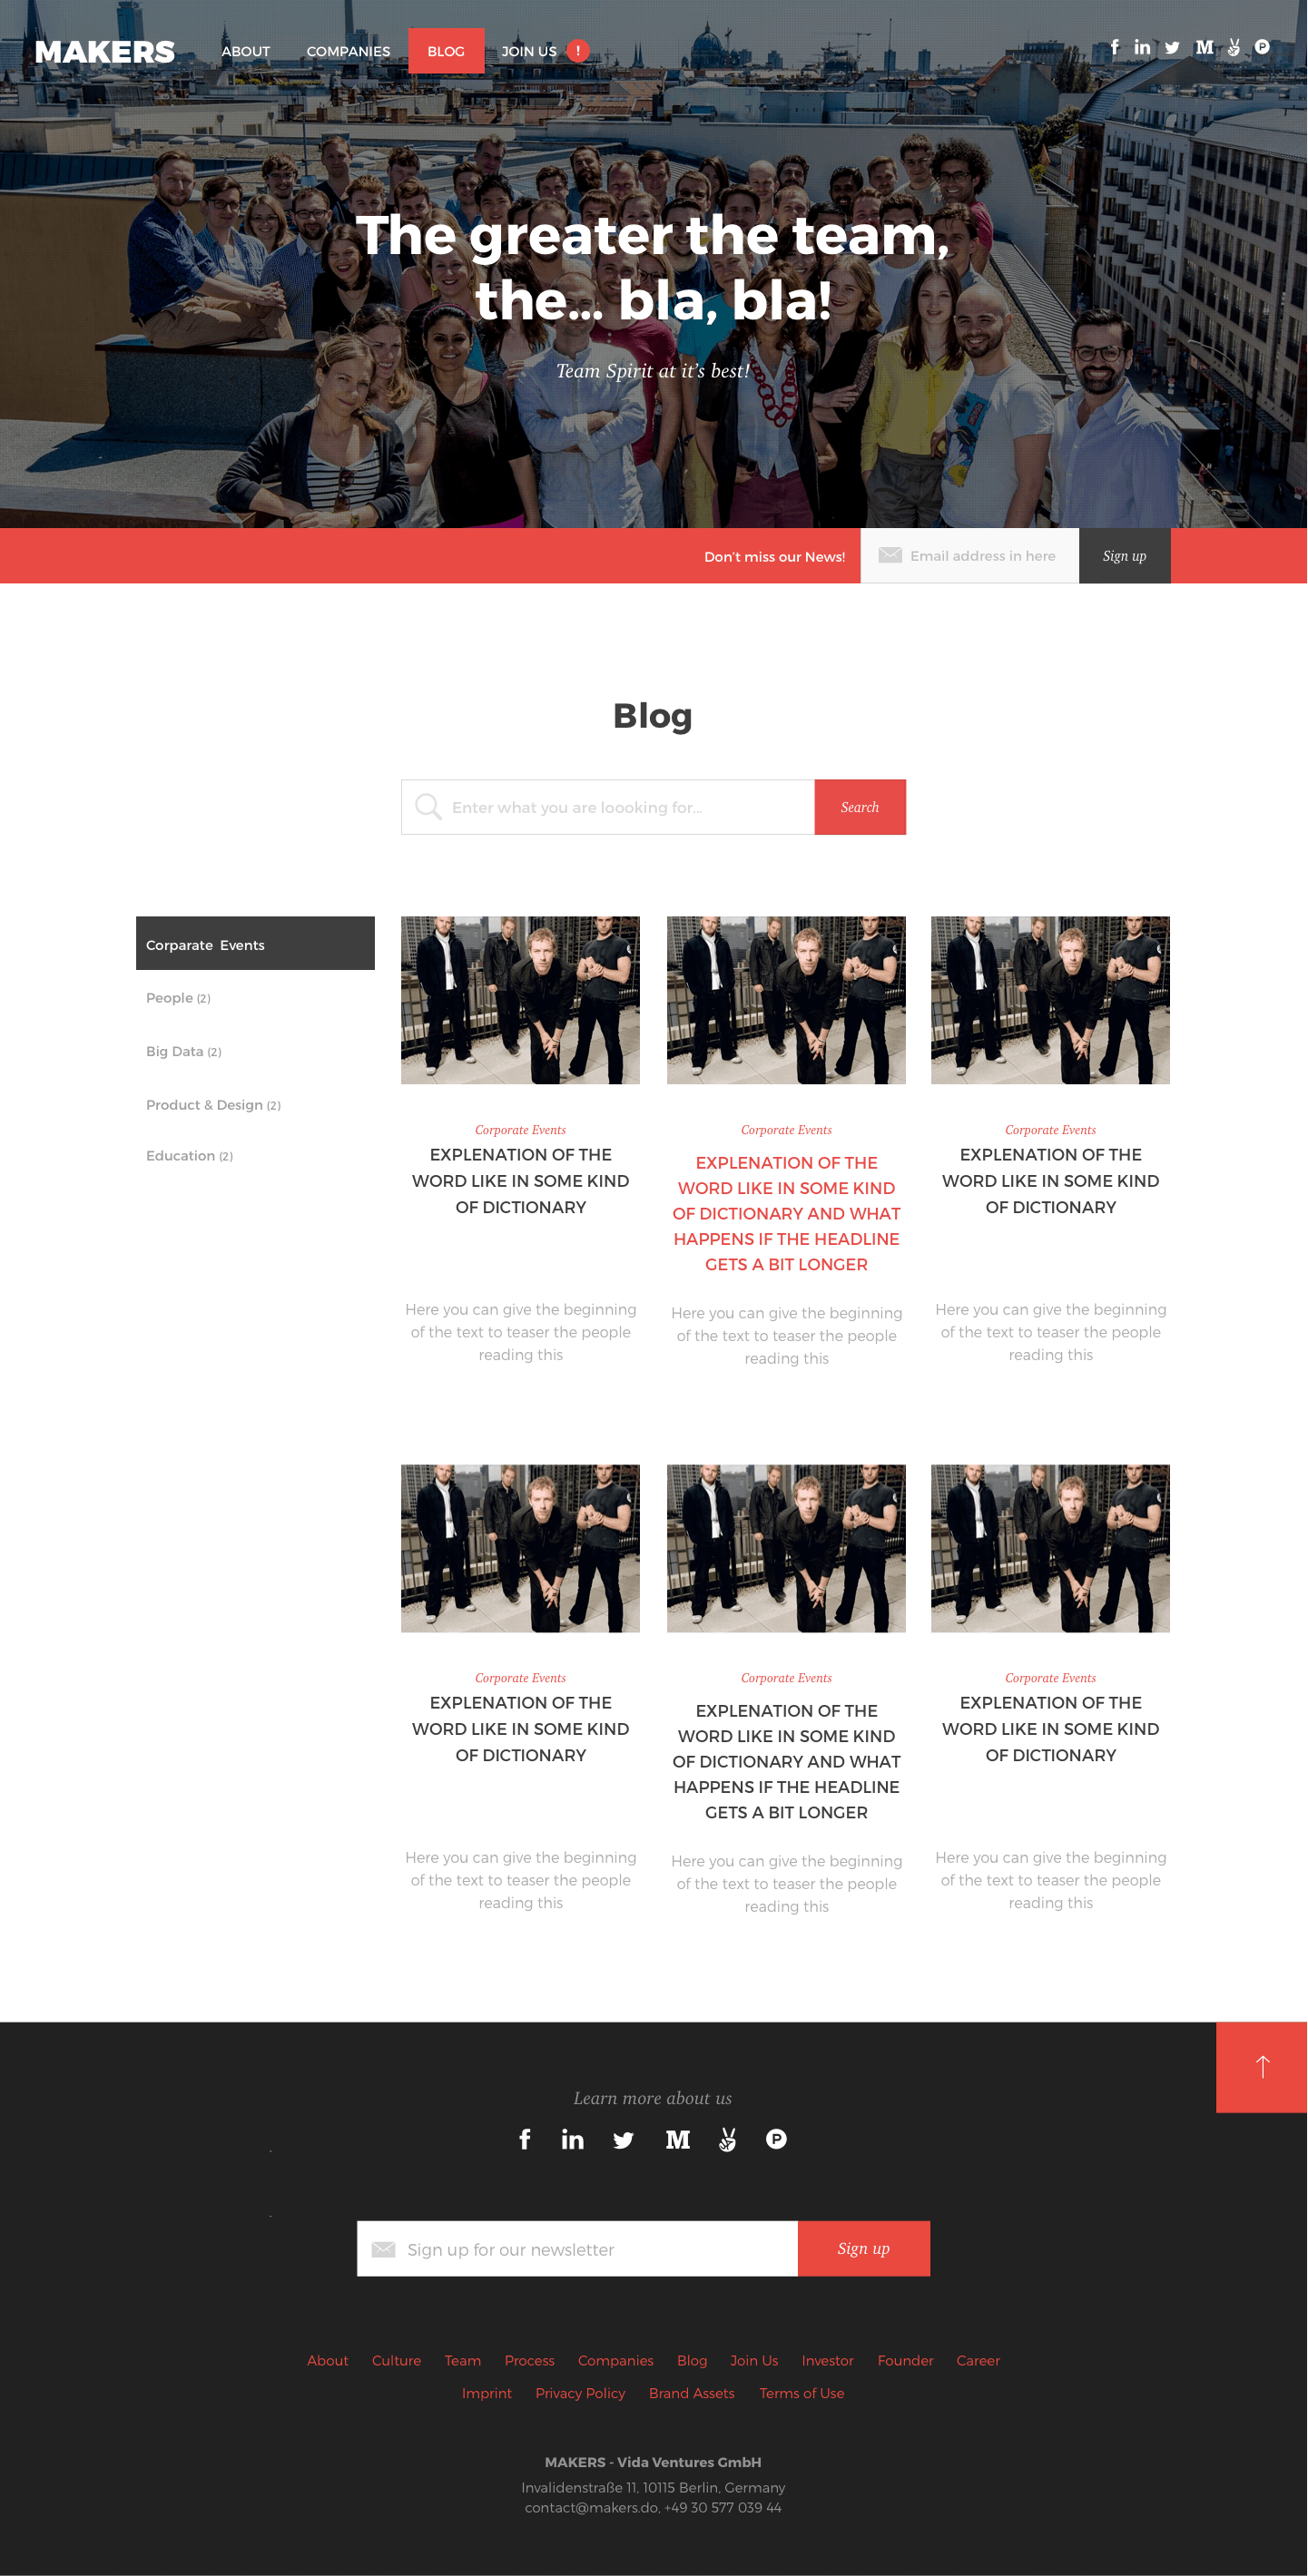 MAKERS ABOUT COMPANIES BLOG JOIN US !
f in M P
The greater the team,
the... bla, bla!
Team Spirit at it's best!
Don't miss our News! Email address in here Sign up
Blog
Enter what you are loooking for... Search
Corparate Events
People (2)
Big Data (2)
Product & Design (2)
Education (2)
Corporate Events
EXPLENATION OF THE
WORD LIKE IN SOME KIND
OF DICTIONARY
Here you can give the beginning
of the text to teaser the people
reading this
Corporate Events
EXPLENATION OF THE
WORD LIKE IN SOME KIND
OF DICTIONARY AND WHAT
HAPPENS IF THE HEADLINE
GETS A BIT LONGER
Here you can give the beginning
of the text to teaser the people
reading this
Corporate Events
EXPLENATION OF THE
WORD LIKE IN SOME KIND
OF DICTIONARY
Here you can give the beginning
of the text to teaser the people
reading this
Corporate Events
EXPLENATION OF THE
WORD LIKE IN SOME KIND
OF DICTIONARY
Here you can give the beginning
of the text to teaser the people
reading this
Corporate Events
EXPLENATION OF THE
WORD LIKE IN SOME KIND
OF DICTIONARY AND WHAT
HAPPENS IF THE HEADLINE
GETS A BIT LONGER
Here you can give the beginning
of the text to teaser the people
reading this
Corporate Events
EXPLENATION OF THE
WORD LIKE IN SOME KIND
OF DICTIONARY
Here you can give the beginning
of the text to teaser the people
reading this
Learn more about us
f in M P
Sign up for our newsletter Sign up
About Culture Team Process Companies Blog Join Us Investor Founder Career
Imprint Privacy Policy Brand Assets Terms of Use
MAKERS - Vida Ventures GmbH
Invalidenstraße 11, 10115 Berlin, Germany
contact@makers.do, +49 30 577 039 44